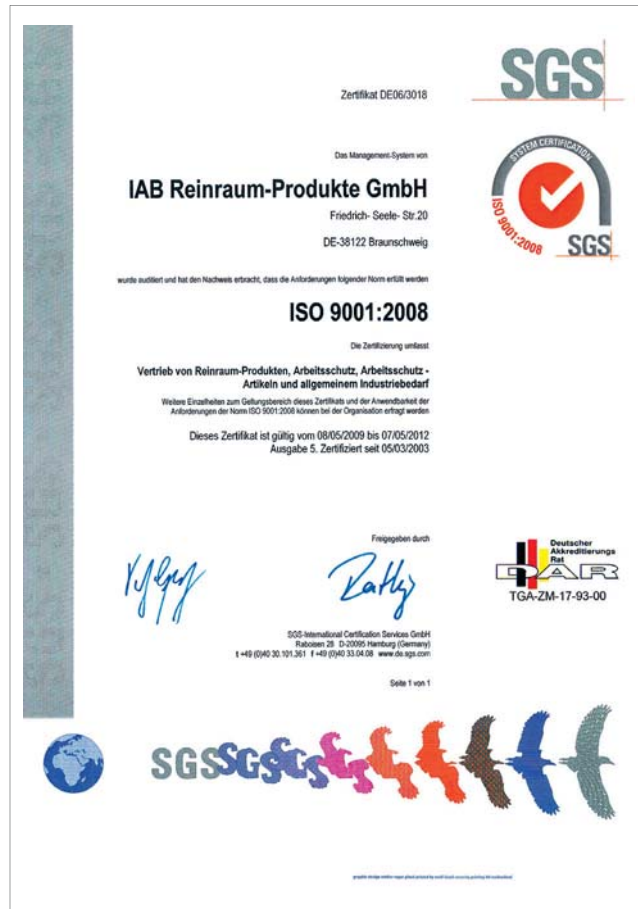 SGS
Zertifikat DE06/3018
Das Management-System von
IAB Reinraum-Produkte GmbH
Friedrich- Seele- Str.20
DE-38122 Braunschweig
SYSTEM CERTIFICATION
ISO 9001:2008
SGS
wurde auditiert und hat den Nachweis erbracht, dass die Anforderungen folgender Norm erfüllt werden
ISO 9001:2008
Die Zertifizierung umfasst
Vertrieb von Reinraum-Produkten, Arbeitsschutz, Arbeitsschutz -
Artikeln und allgemeinem Industriebedarf
Weitere Einzelheiten zum Geltungsbereich dieses Zertifikats und der Anwendbarkeit der
Anforderungen der Norm ISO 9001:2008 können bei der Organisation erfragt werden
Dieses Zertifikat ist gültig vom 08/05/2009 bis 07/05/2012
Ausgabe 5. Zertifiziert seit 05/03/2003
Freigegeben durch
Deutscher
Akkreditierungs
Rat
DAR
TGA-ZM-17-93-00
SGS-International Certification Services GmbH
Raboisen 28 D-20095 Hamburg (Germany)
t +49 (0)40 30.101.361 f +49 (0)40 33.04.08 www.de.sgs.com
Seite 1 von 1
SGSSGSSGSSGS